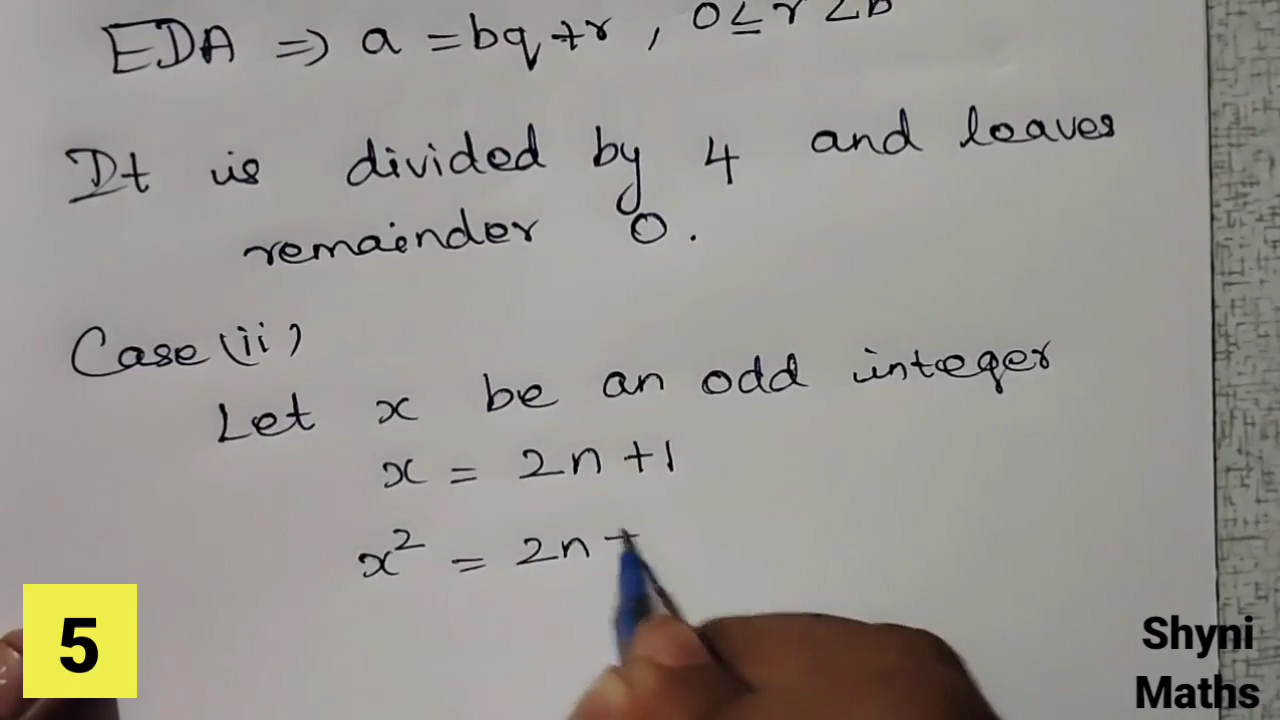 EDA ⇒ a = bq + r, 0 ≤ r < b
It is divided by 4 and leaves
remainder 0.
Case (ii)
Let x be an odd integer
x = 2n + 1
x² = 2n +
5
Shyni
Maths